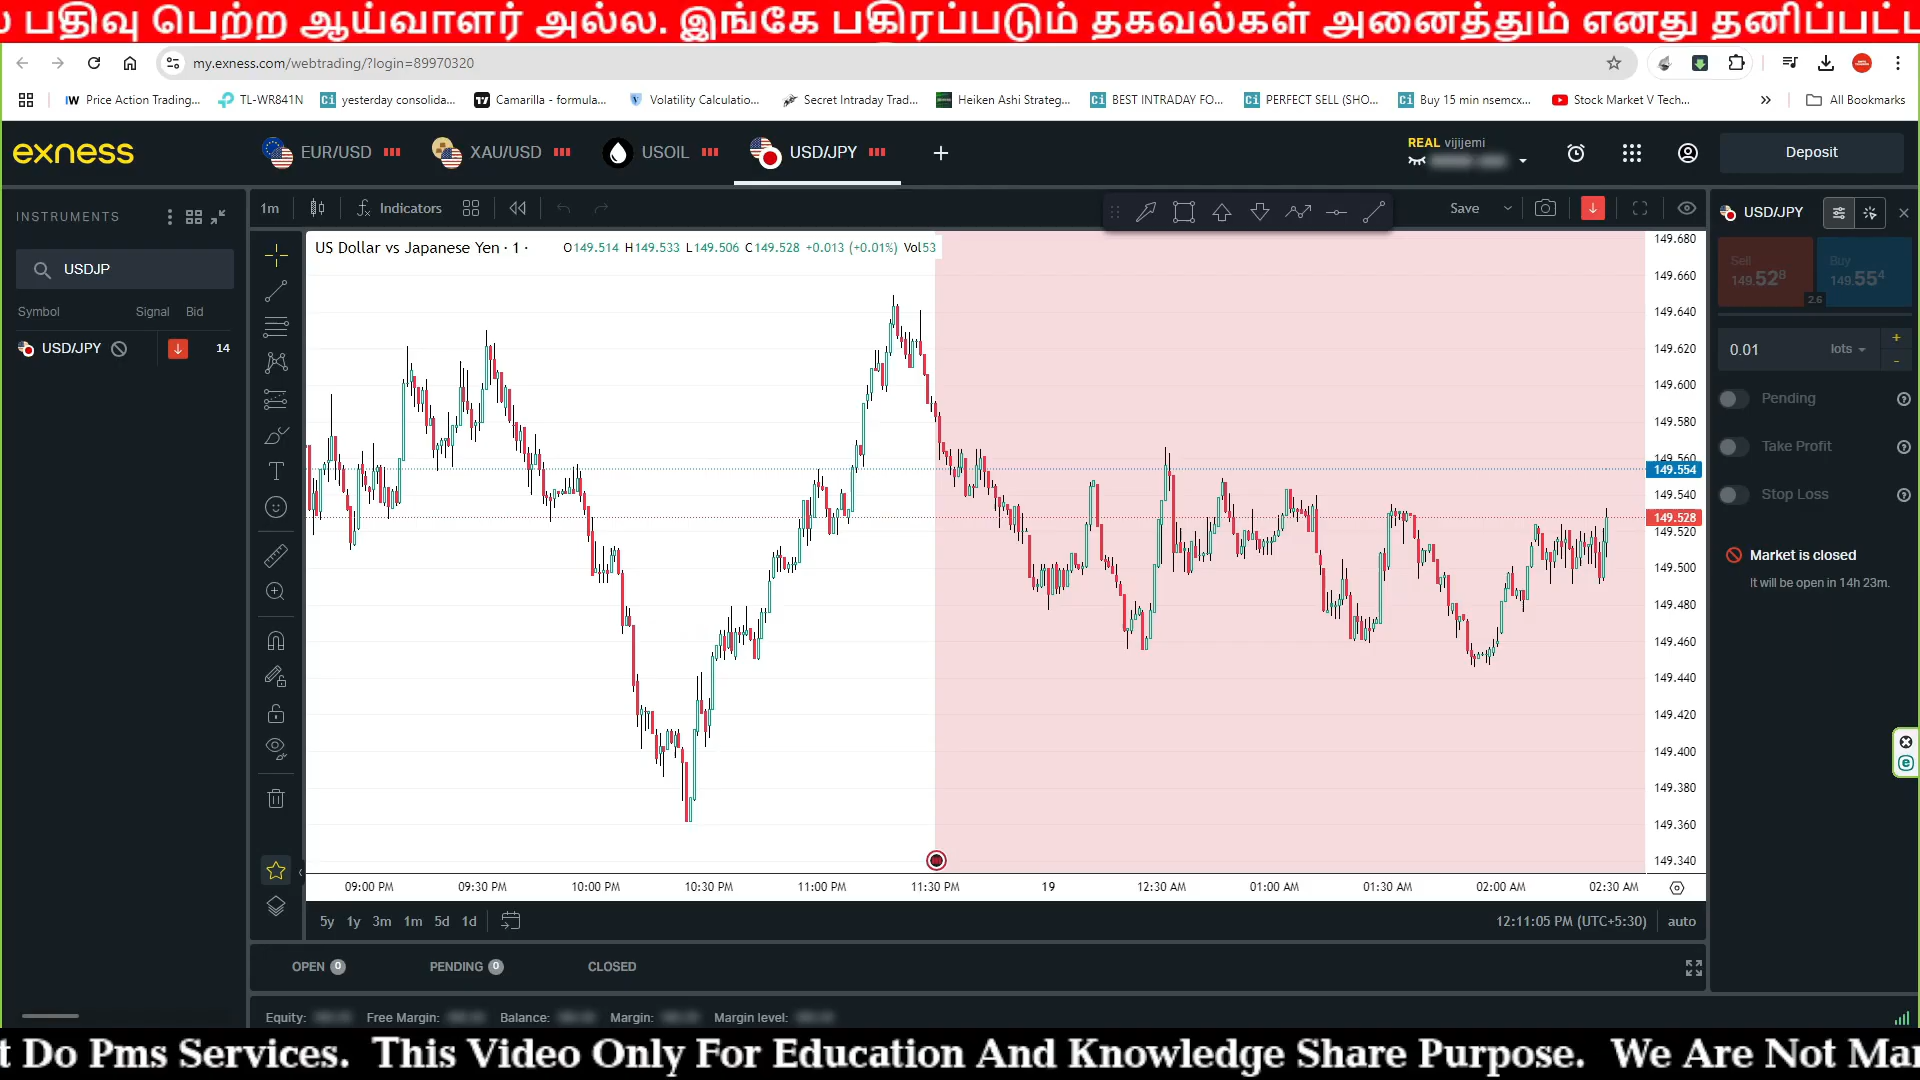 பதிவு பெற்ற ஆய்வாளர் அல்ல. இங்கே பகிரப்படும் தகவல்கள் அனைத்தும் எனது தனிப்பட்ட
my.exness.com/webtrading/?login=89970320
Price Action Trading...
TL-WR841N
yesterday consolida...
Camarilla - formula...
Volatility Calculatio...
Secret Intraday Trad...
Heiken Ashi Strateg...
BEST INTRADAY FO...
PERFECT SELL (SHO...
Buy 15 min nsemcx...
Stock Market V Tech...
All Bookmarks
exness
EUR/USD
XAU/USD
USOIL
USD/JPY
REAL vijijemi
Deposit
INSTRUMENTS
USDJP
Symbol Signal Bid
USD/JPY 14
1m
Indicators
Save
US Dollar vs Japanese Yen · 1 ·
O149.514 H149.533 L149.506 C149.528 +0.013 (+0.01%) Vol53
149.680
149.660
149.640
149.620
149.600
149.580
149.560
149.554
149.540
149.528
149.520
149.500
149.480
149.460
149.440
149.420
149.400
149.380
149.360
149.340
09:00 PM 09:30 PM 10:00 PM 10:30 PM 11:00 PM 11:30 PM 19 12:30 AM 01:00 AM 01:30 AM 02:00 AM 02:30 AM
5y 1y 3m 1m 5d 1d
12:11:05 PM (UTC+5:30)
auto
USD/JPY
Sell
149.528
Buy
149.554
2.6
0.01 lots
Pending
Take Profit
Stop Loss
Market is closed
It will be open in 14h 23m.
OPEN 0
PENDING 0
CLOSED
Equity:
Free Margin:
Balance:
Margin:
Margin level:
t Do Pms Services. This Video Only For Education And Knowledge Share Purpose. We Are Not Mar